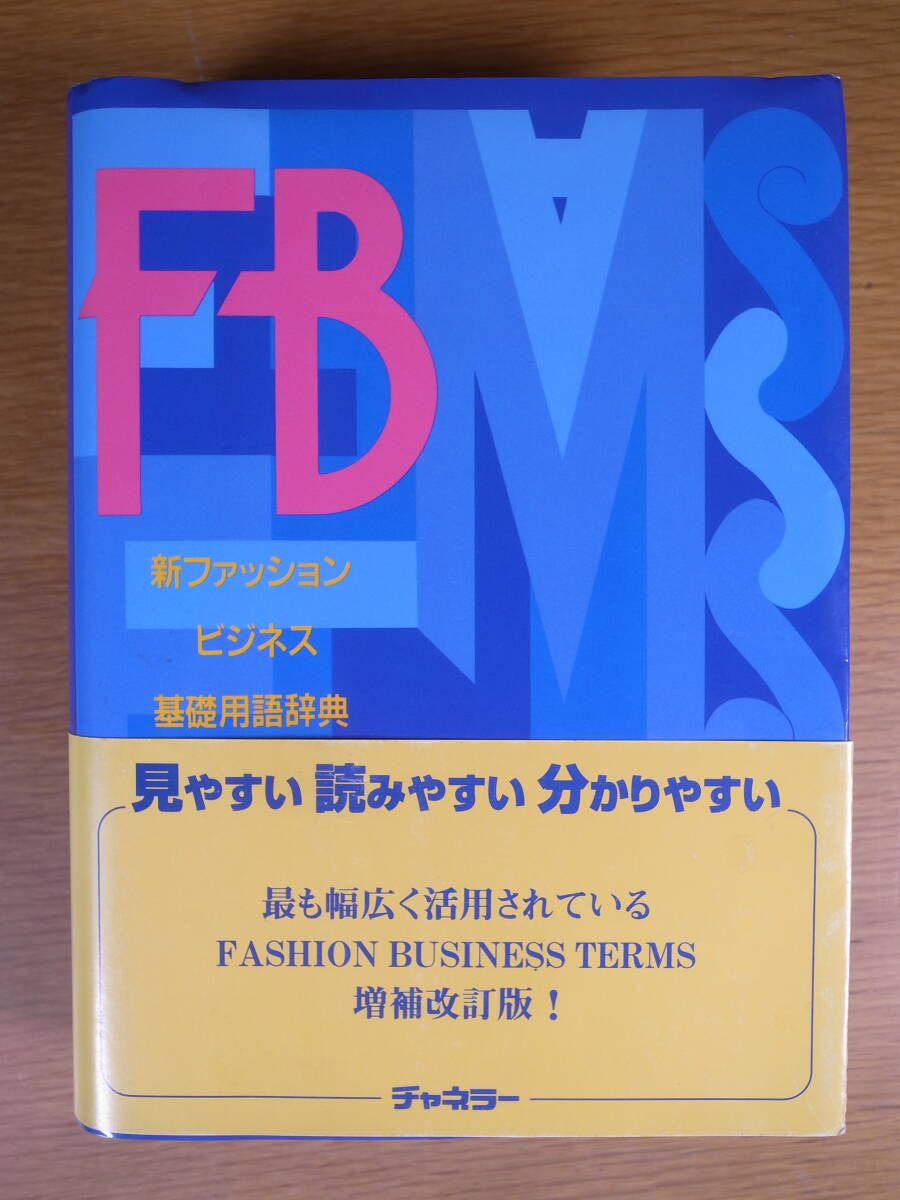 FB
新ファッション
ビジネス
基礎用語辞典
見やすい 読みやすい 分かりやすい
最も幅広く活用されている
FASHION BUSINESS TERMS
増補改訂版！
チャネラー